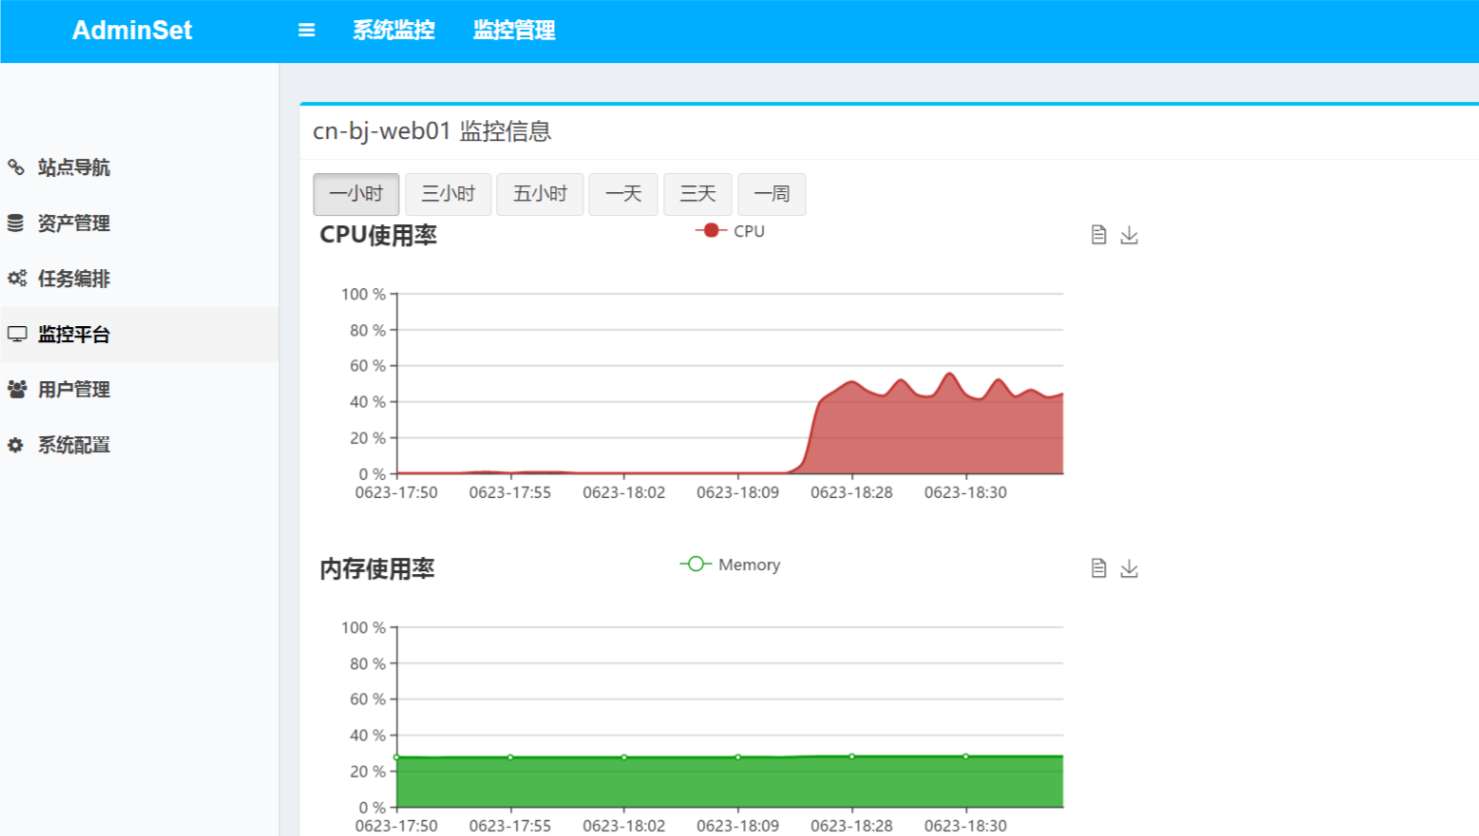 AdminSet 系统监控 监控管理
站点导航
资产管理
任务编排
监控平台
用户管理
系统配置
cn-bj-web01 监控信息
一小时 三小时 五小时 一天 三天 一周
CPU使用率
CPU
100 %
80 %
60 %
40 %
20 %
0 %
0623-17:50 0623-17:55 0623-18:02 0623-18:09 0623-18:28 0623-18:30
内存使用率
Memory
100 %
80 %
60 %
40 %
20 %
0 %
0623-17:50 0623-17:55 0623-18:02 0623-18:09 0623-18:28 0623-18:30